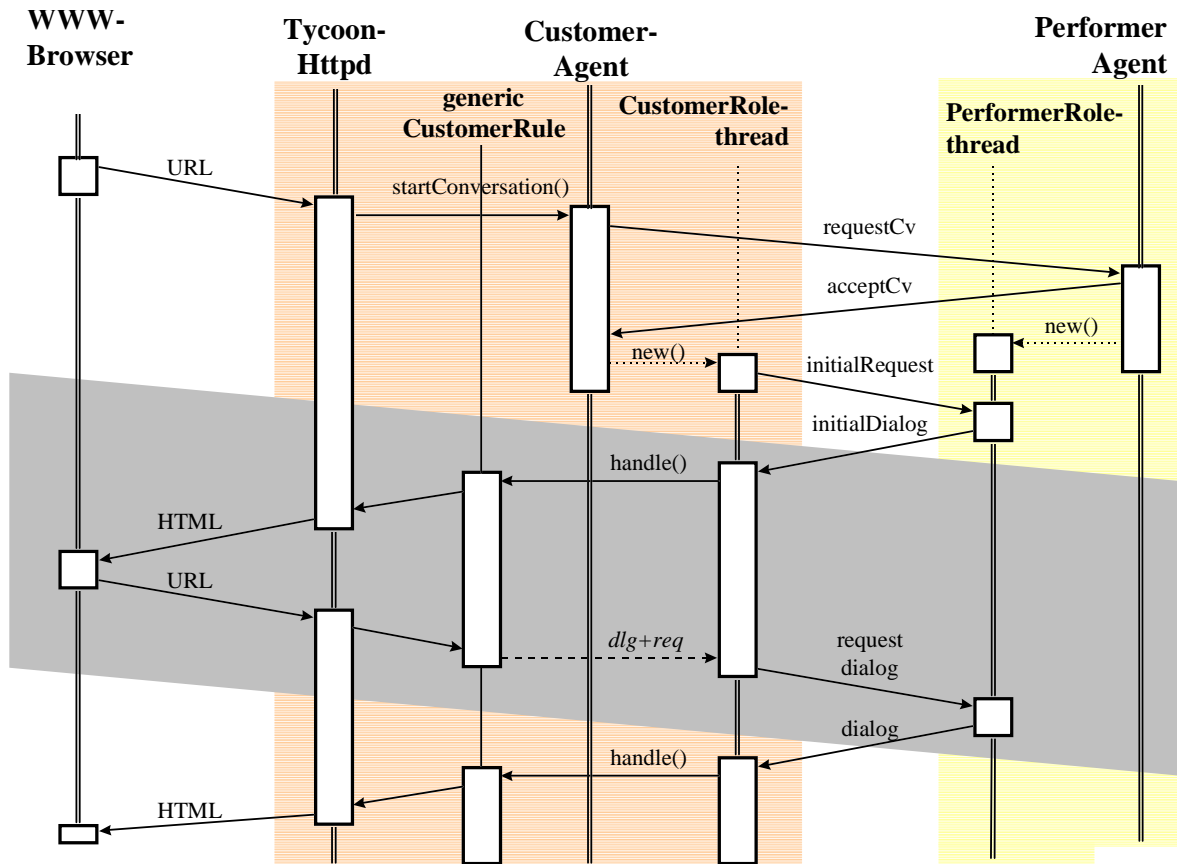 WWW-
Browser
Tycoon-
Httpd
Customer-
Agent
Performer
Agent
generic
CustomerRule
CustomerRole-
thread
PerformerRole-
thread
URL
startConversation()
requestCv
acceptCv
new()
new()
initialRequest
initialDialog
handle()
HTML
URL
dlg+req
request
dialog
dialog
handle()
HTML